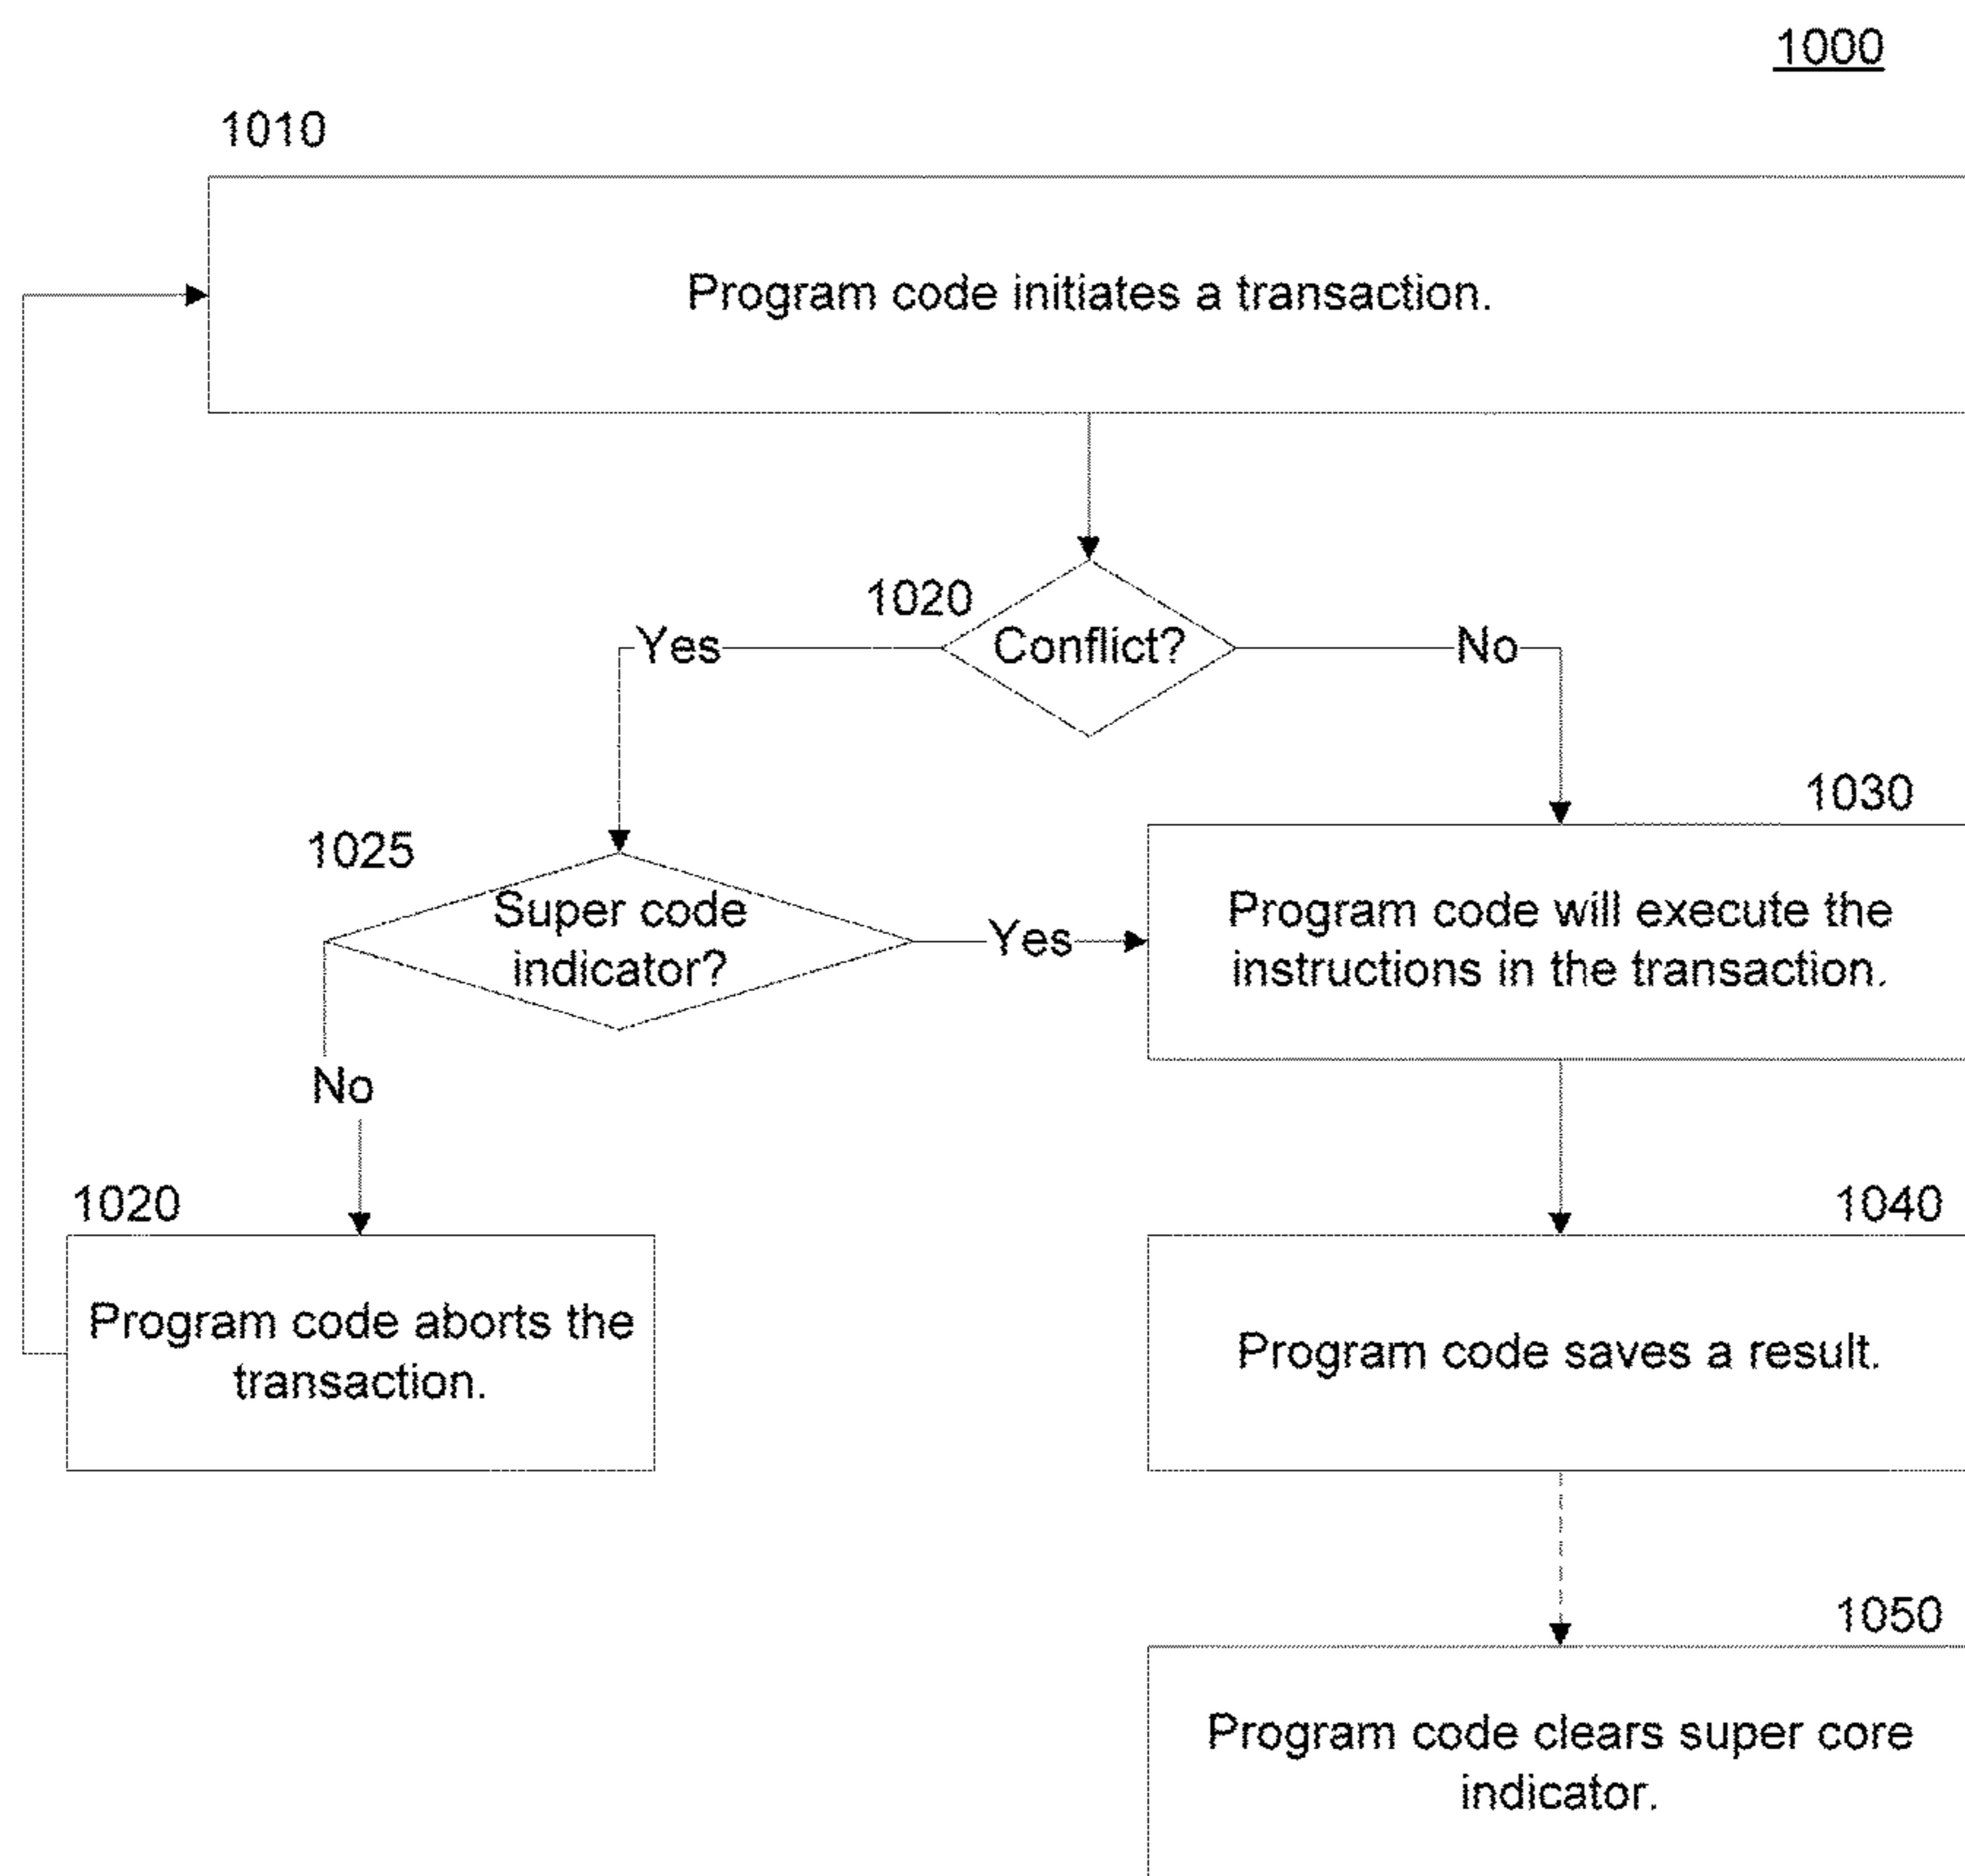 1000
1010
Program code initiates a transaction.
1020
Conflict?
Yes
No
1030
1025
Super code
indicator?
Yes
Program code will execute the
instructions in the transaction.
No
1020
1040
Program code aborts the
transaction.
Program code saves a result.
1050
Program code clears super core
indicator.